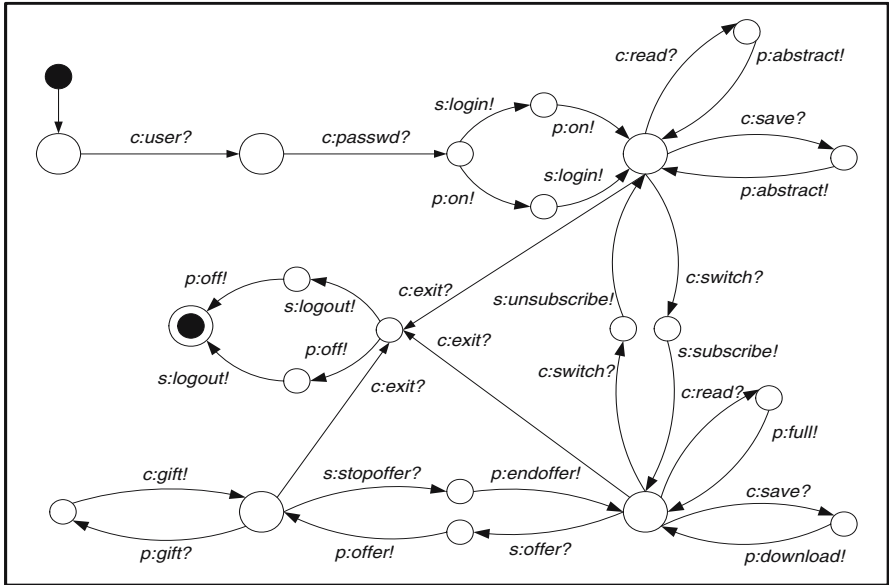 c:read?
p:abstract!
s:login!
p:on!
c:save?
c:user?
c:passwd?
s:login!
p:on!
p:abstract!
p:off!
c:exit?
c:switch?
s:logout!
s:unsubscribe!
p:off!
c:exit?
s:subscribe!
s:logout!
c:switch?
c:exit?
c:read?
p:full!
c:gift!
s:stopoffer?
p:endoffer!
c:save?
p:gift?
p:offer!
s:offer?
p:download!